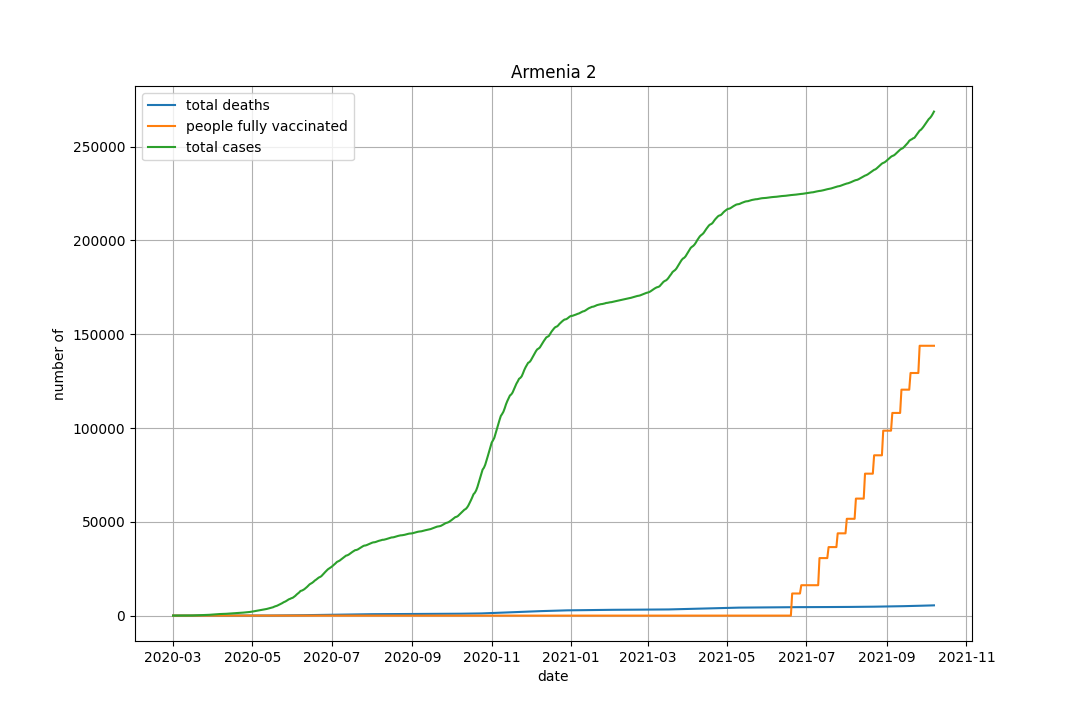 Armenia 2
total deaths
people fully vaccinated
total cases
250000
200000
150000
100000
50000
0
number of
2020-03 2020-05 2020-07 2020-09 2020-11 2021-01 2021-03 2021-05 2021-07 2021-09 2021-11
date